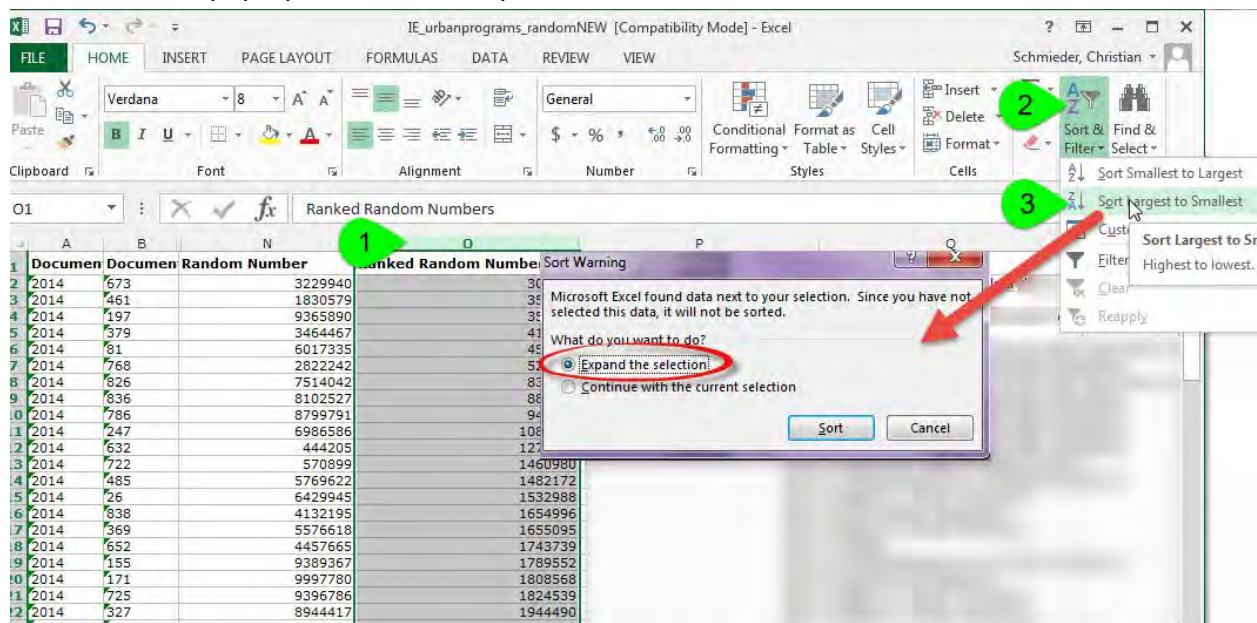 IE_urbanprograms_randomNEW [Compatibility Mode] - Excel
FILE HOME INSERT PAGE LAYOUT FORMULAS DATA REVIEW VIEW Schmieder, Christian
Verdana 8 General
Paste
B I U $ % ,
Conditional Formatting
Format as Table
Cell Styles
Insert
Delete
Format
2
Sort & Filter
Find & Select
Clipboard Font Alignment Number Styles Cells
Sort Smallest to Largest
3
Sort Largest to Smallest
Sort Largest to
Highest to lowest.
Filter
Clear
Reapply
O1 fx Ranked Random Numbers
1
A B N O P Q
Documen Documen Random Number Ranked Random Numbe
2014 673 3229940
2014 461 1830579
2014 197 9365890
2014 379 3464467
2014 81 6017335
2014 768 2822242
2014 826 7514042
2014 836 8102527
2014 786 8799791
2014 247 6986586
2014 632 444205
2014 722 570899 1460980
2014 485 5769622 1482172
2014 26 6429945 1532988
2014 838 4132195 1654996
2014 369 5576618 1655095
2014 652 4457665 1743739
2014 155 9389367 1789552
2014 171 9997780 1808568
2014 725 9396786 1824539
2014 327 8944417 1944490
Sort Warning
Microsoft Excel found data next to your selection. Since you have not
selected this data, it will not be sorted.
What do you want to do?
Expand the selection
Continue with the current selection
Sort Cancel